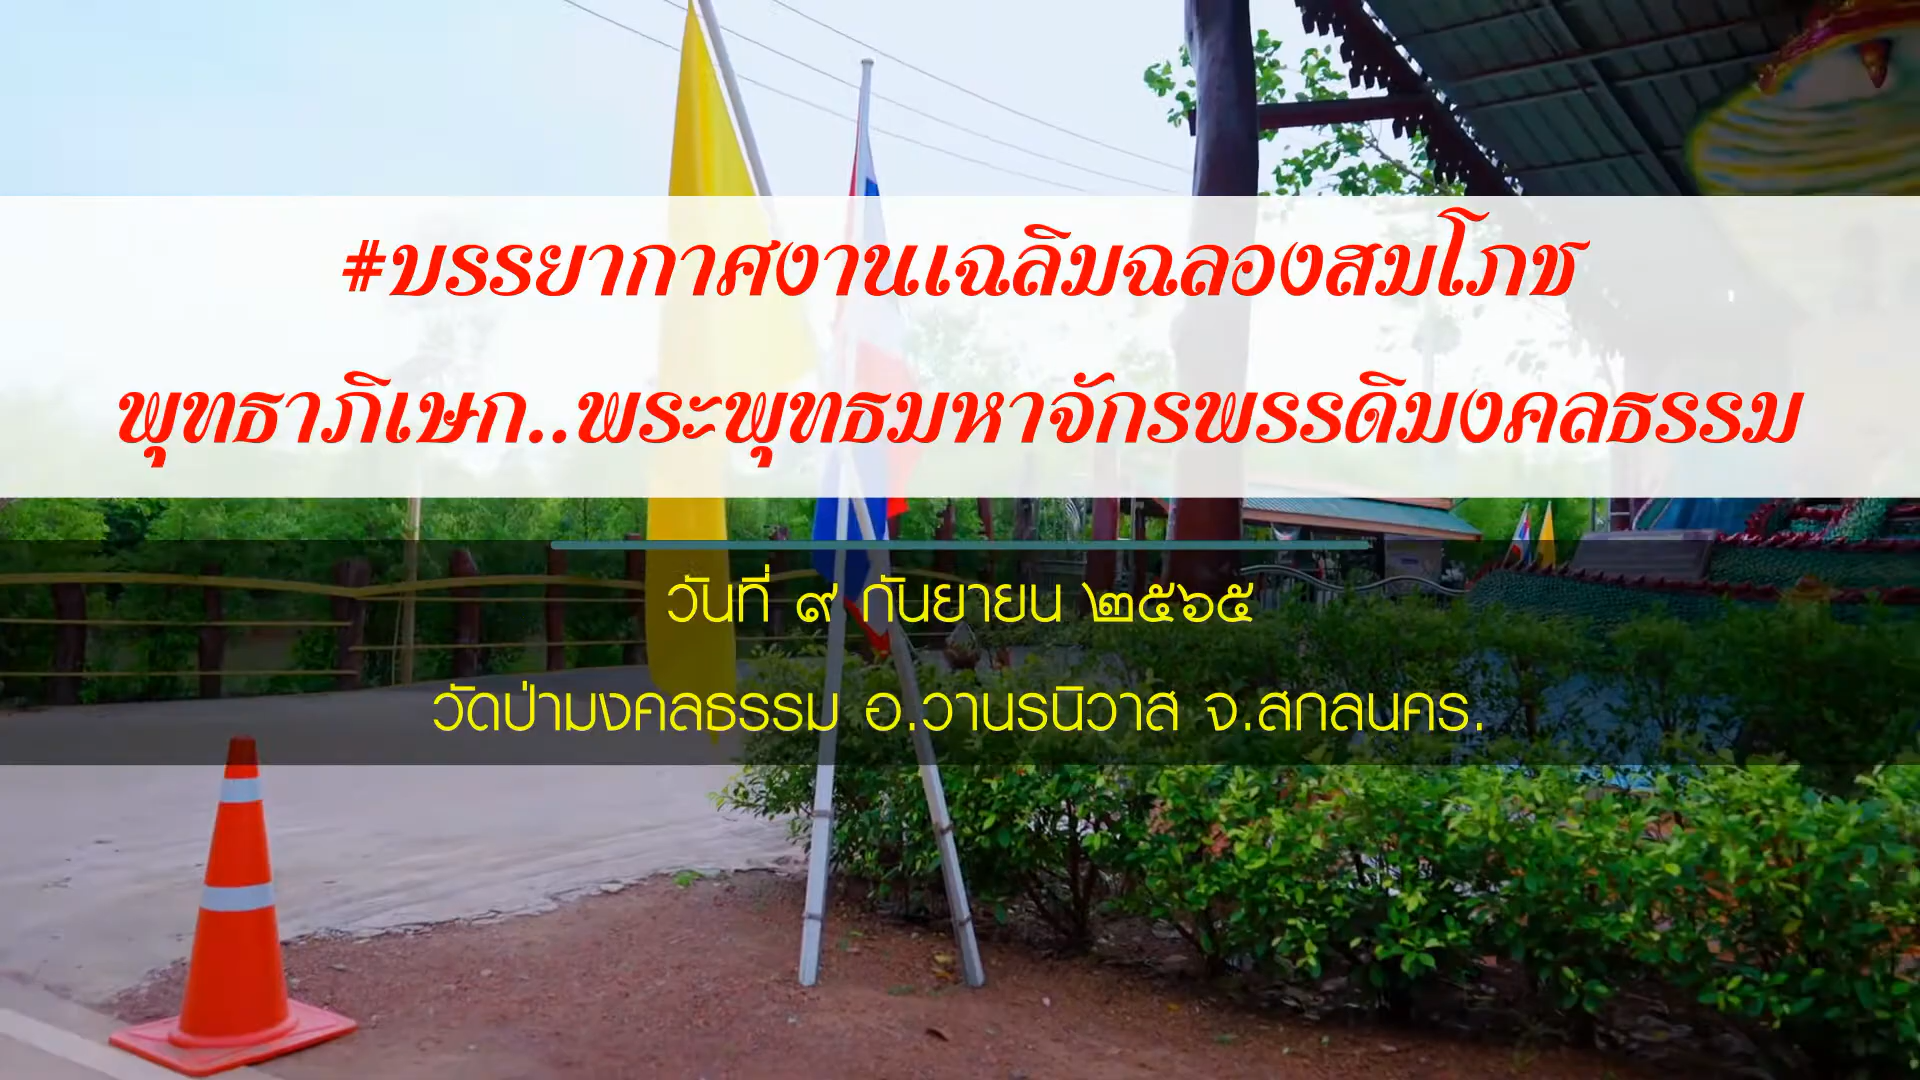 #บรรยากาศงานเฉลิมฉลองสมโภช
พุทธาภิเษก..พระพุทธมหาจักรพรรดิมงคลธรรม
วันที่ ๙ กันยายน ๒๕๖๕
วัดป่ามงคลธรรม อ.วานรนิวาส จ.สกลนคร.